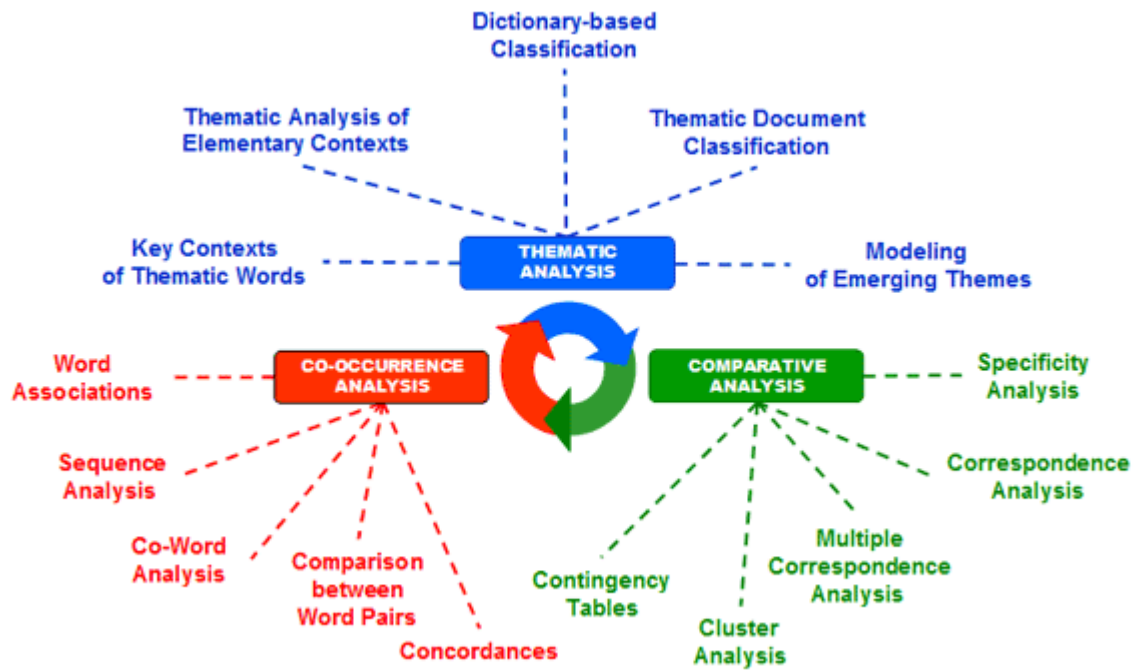 Dictionary-based
Classification
Thematic Analysis of
Elementary Contexts
Thematic Document
Classification
Key Contexts
of Thematic Words
THEMATIC
ANALYSIS
Modeling
of Emerging Themes
Word
Associations
CO-OCCURRENCE
ANALYSIS
COMPARATIVE
ANALYSIS
Specificity
Analysis
Sequence
Analysis
Correspondence
Analysis
Co-Word
Analysis
Comparison
between
Word Pairs
Concordances
Contingency
Tables
Cluster
Analysis
Multiple
Correspondence
Analysis